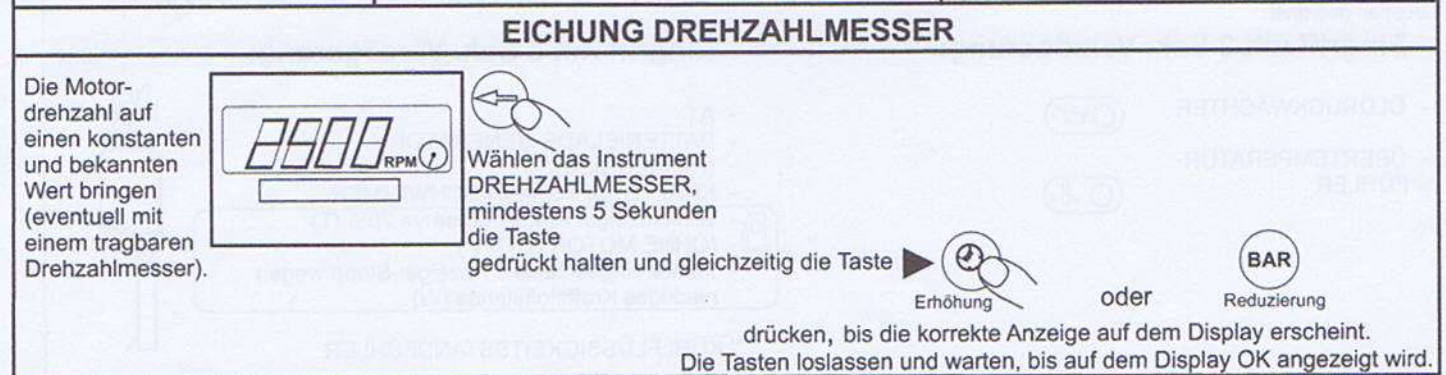 EICHUNG DREHZAHLMESSER
Die Motor-
drehzahl auf
einen konstanten
und bekannten
Wert bringen
(eventuell mit
einem tragbaren
Drehzahlmesser).
2900 RPM
Wählen das Instrument
DREHZAHLMESSER,
mindestens 5 Sekunden
die Taste
gedrückt halten und gleichzeitig die Taste
Erhöhung
oder
BAR
Reduzierung
drücken, bis die korrekte Anzeige auf dem Display erscheint.
Die Tasten loslassen und warten, bis auf dem Display OK angezeigt wird.